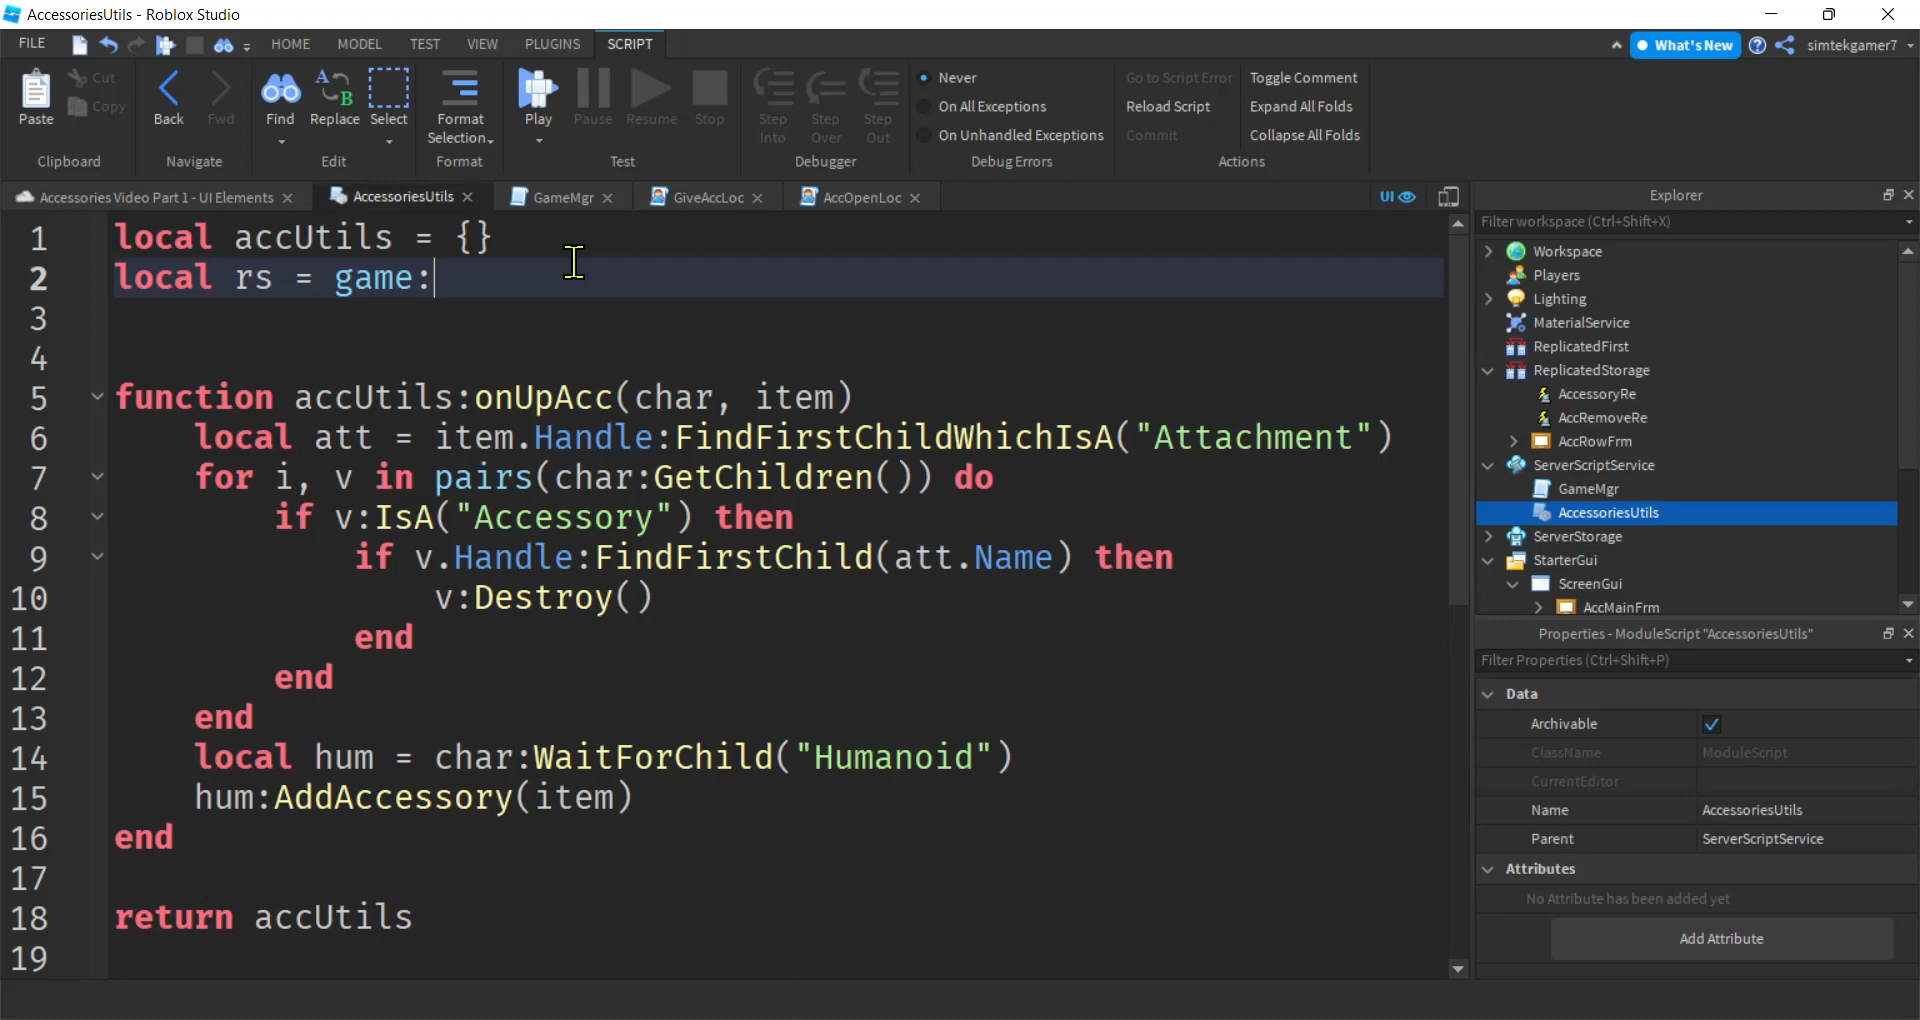 AccessoriesUtils - Roblox Studio
FILE HOME MODEL TEST VIEW PLUGINS SCRIPT What's New simtekgamer7
Paste Cut Copy Clipboard
Back Fwd Navigate
Find Replace Select Edit
Format Selection Format
Play Pause Resume Stop Test
Step Into Step Over Step Out Debugger
Never
On All Exceptions
On Unhandled Exceptions
Debug Errors
Go to Script Error Toggle Comment
Reload Script Expand All Folds
Commit Collapse All Folds
Actions
Accessories Video Part 1 - UI Elements AccessoriesUtils GameMgr GiveAccLoc AccOpenLoc UI
1 local accUtils = {}
2 local rs = game:
3
4
5 function accUtils:onUpAcc(char, item)
6 local att = item.Handle:FindFirstChildWhichIsA("Attachment")
7 for i, v in pairs(char:GetChildren()) do
8 if v:IsA("Accessory") then
9 if v.Handle:FindFirstChild(att.Name) then
10 v:Destroy()
11 end
12 end
13 end
14 local hum = char:WaitForChild("Humanoid")
15 hum:AddAccessory(item)
16 end
17
18 return accUtils
19
Explorer
Filter workspace (Ctrl+Shift+X)
Workspace
Players
Lighting
MaterialService
ReplicatedFirst
ReplicatedStorage
AccessoryRe
AccRemoveRe
AccRowFrm
ServerScriptService
GameMgr
AccessoriesUtils
ServerStorage
StarterGui
ScreenGui
AccMainFrm
Properties - ModuleScript "AccessoriesUtils"
Filter Properties (Ctrl+Shift+P)
Data
Archivable
ClassName ModuleScript
CurrentEditor
Name AccessoriesUtils
Parent ServerScriptService
Attributes
No Attribute has been added yet
Add Attribute